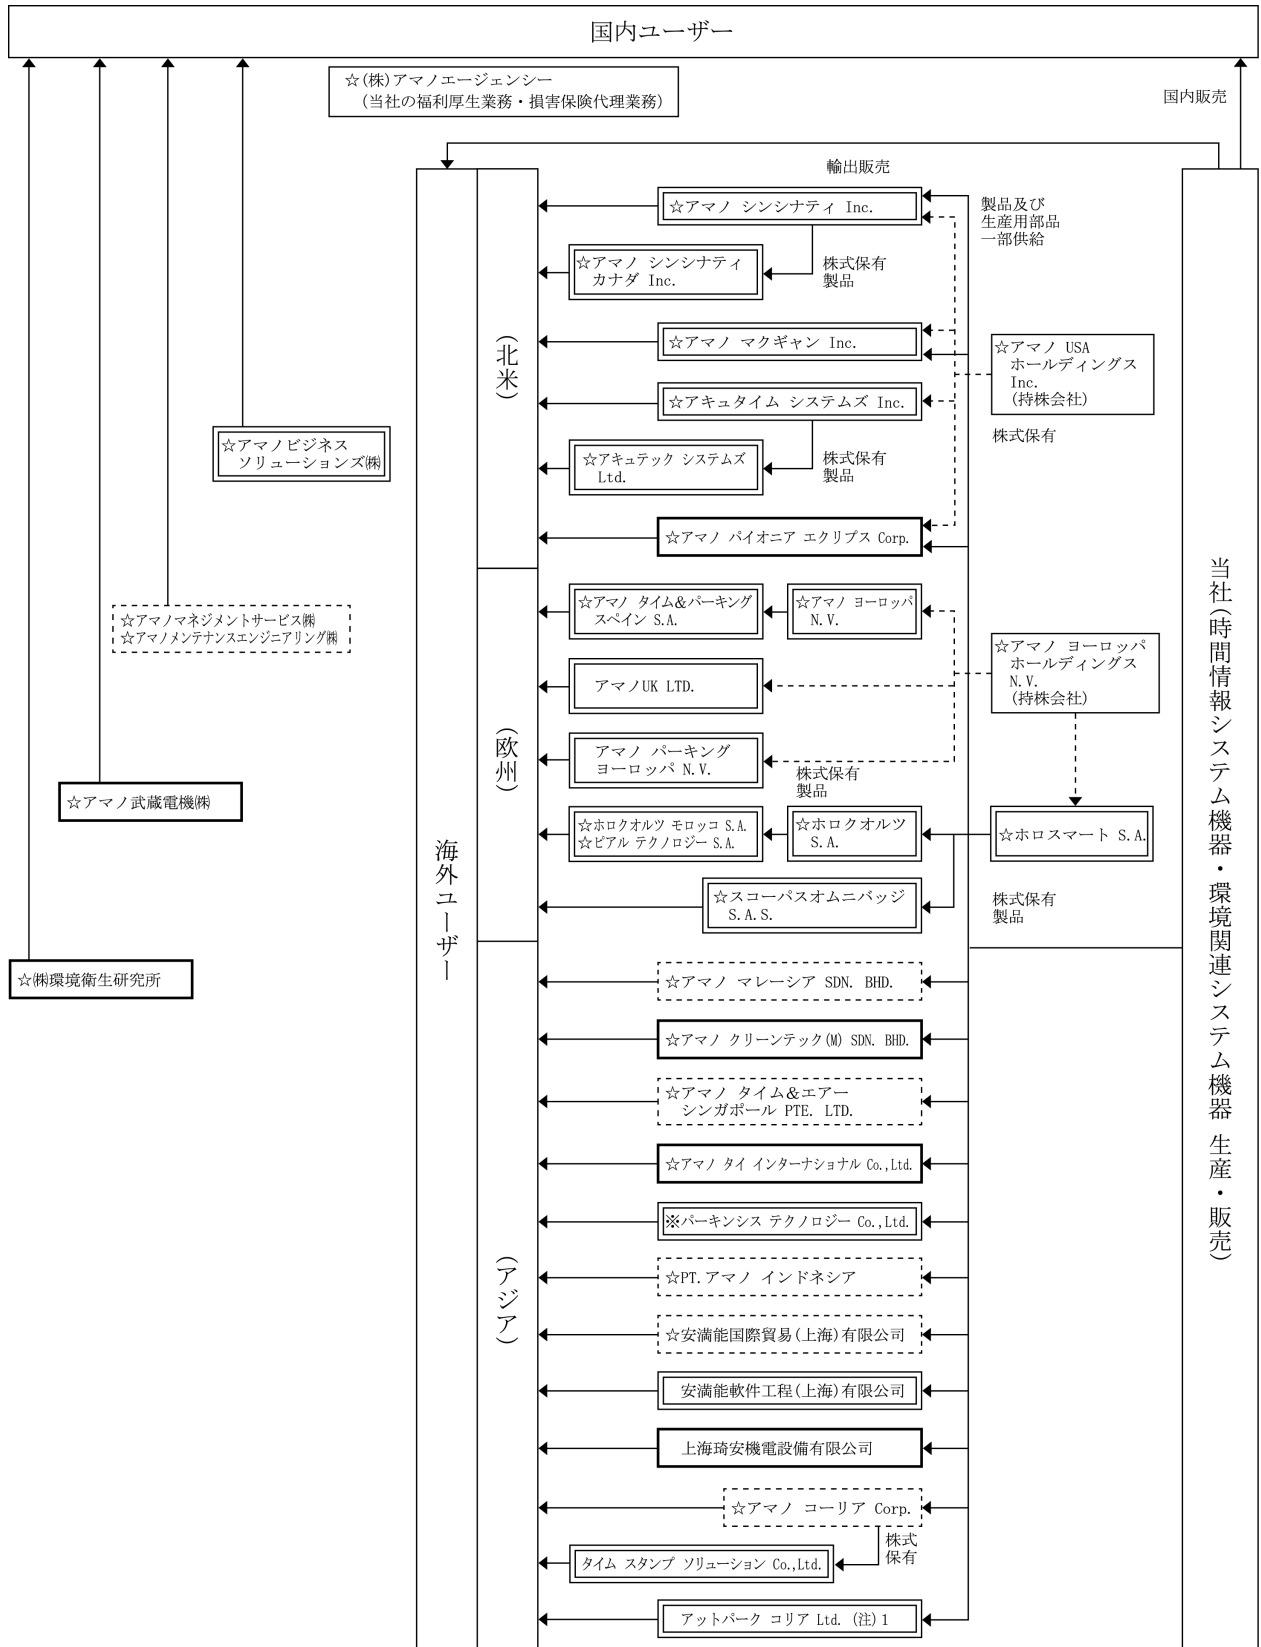 国内ユーザー
☆(株)アマノエージェンシー
(当社の福利厚生業務・損害保険代理業務)
国内販売
輸出販売
☆アマノ シンシナティ Inc.
製品及び
生産用部品
一部供給
☆アマノ シンシナティ
カナダ Inc.
株式保有
製品
(北米)
☆アマノ マクギャン Inc.
☆アマノ USA
ホールディングス
Inc.
(持株会社)
株式保有
☆アキュタイム システムズ Inc.
☆アマノビジネス
ソリューションズ㈱
☆アキュテック システムズ
Ltd.
株式保有
製品
☆アマノ パイオニア エクリプス Corp.
当社(時間情報システム機器・環境関連システム機器 生産・販売)
☆アマノ タイム&パーキング
スペイン S.A.
☆アマノ ヨーロッパ
N.V.
☆アマノマネジメントサービス㈱
☆アマノメンテナンスエンジニアリング㈱
☆アマノ ヨーロッパ
ホールディングス
N.V.
(持株会社)
アマノUK LTD.
(欧州)
アマノ パーキング
ヨーロッパ N.V.
株式保有
製品
☆アマノ武蔵電機㈱
☆ホロクオルツ モロッコ S.A.
☆ピアル テクノロジー S.A.
☆ホロクオルツ
S.A.
☆ホロスマート S.A.
海外ユーザー
☆スコーパスオムニバッジ
S.A.S.
株式保有
製品
☆㈱環境衛生研究所
☆アマノ マレーシア SDN. BHD.
☆アマノ クリーンテック(M) SDN. BHD.
☆アマノ タイム&エアー
シンガポール PTE. LTD.
☆アマノ タイ インターナショナル Co.,Ltd.
※パーキンシス テクノロジー Co.,Ltd.
(アジア)
☆PT.アマノ インドネシア
☆安満能国際貿易(上海)有限公司
安満能軟件工程(上海)有限公司
上海琦安機電設備有限公司
☆アマノ コーリア Corp.
株式
保有
タイム スタンプ ソリューション Co.,Ltd.
アットパーク コリア Ltd. (注)1